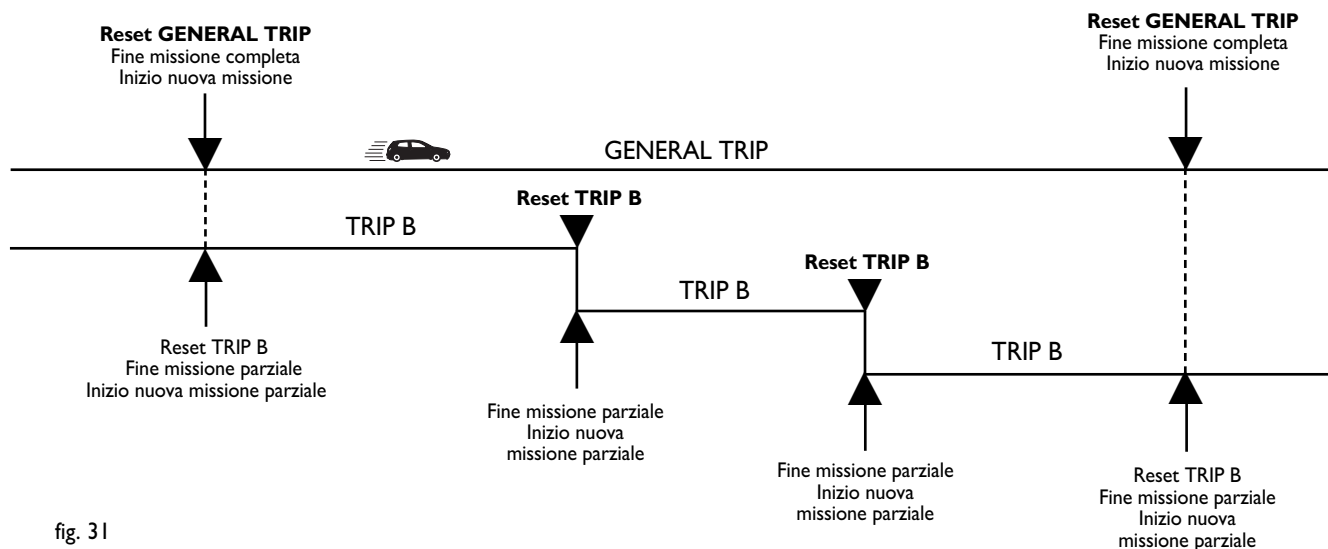 Reset GENERAL TRIP
Fine missione completa
Inizio nuova missione
Reset GENERAL TRIP
Fine missione completa
Inizio nuova missione
GENERAL TRIP
Reset TRIP B
TRIP B
Reset TRIP B
TRIP B
TRIP B
Reset TRIP B
Fine missione parziale
Inizio nuova missione parziale
Fine missione parziale
Inizio nuova
missione parziale
Fine missione parziale
Inizio nuova
missione parziale
Reset TRIP B
Fine missione parziale
Inizio nuova
missione parziale
fig. 31